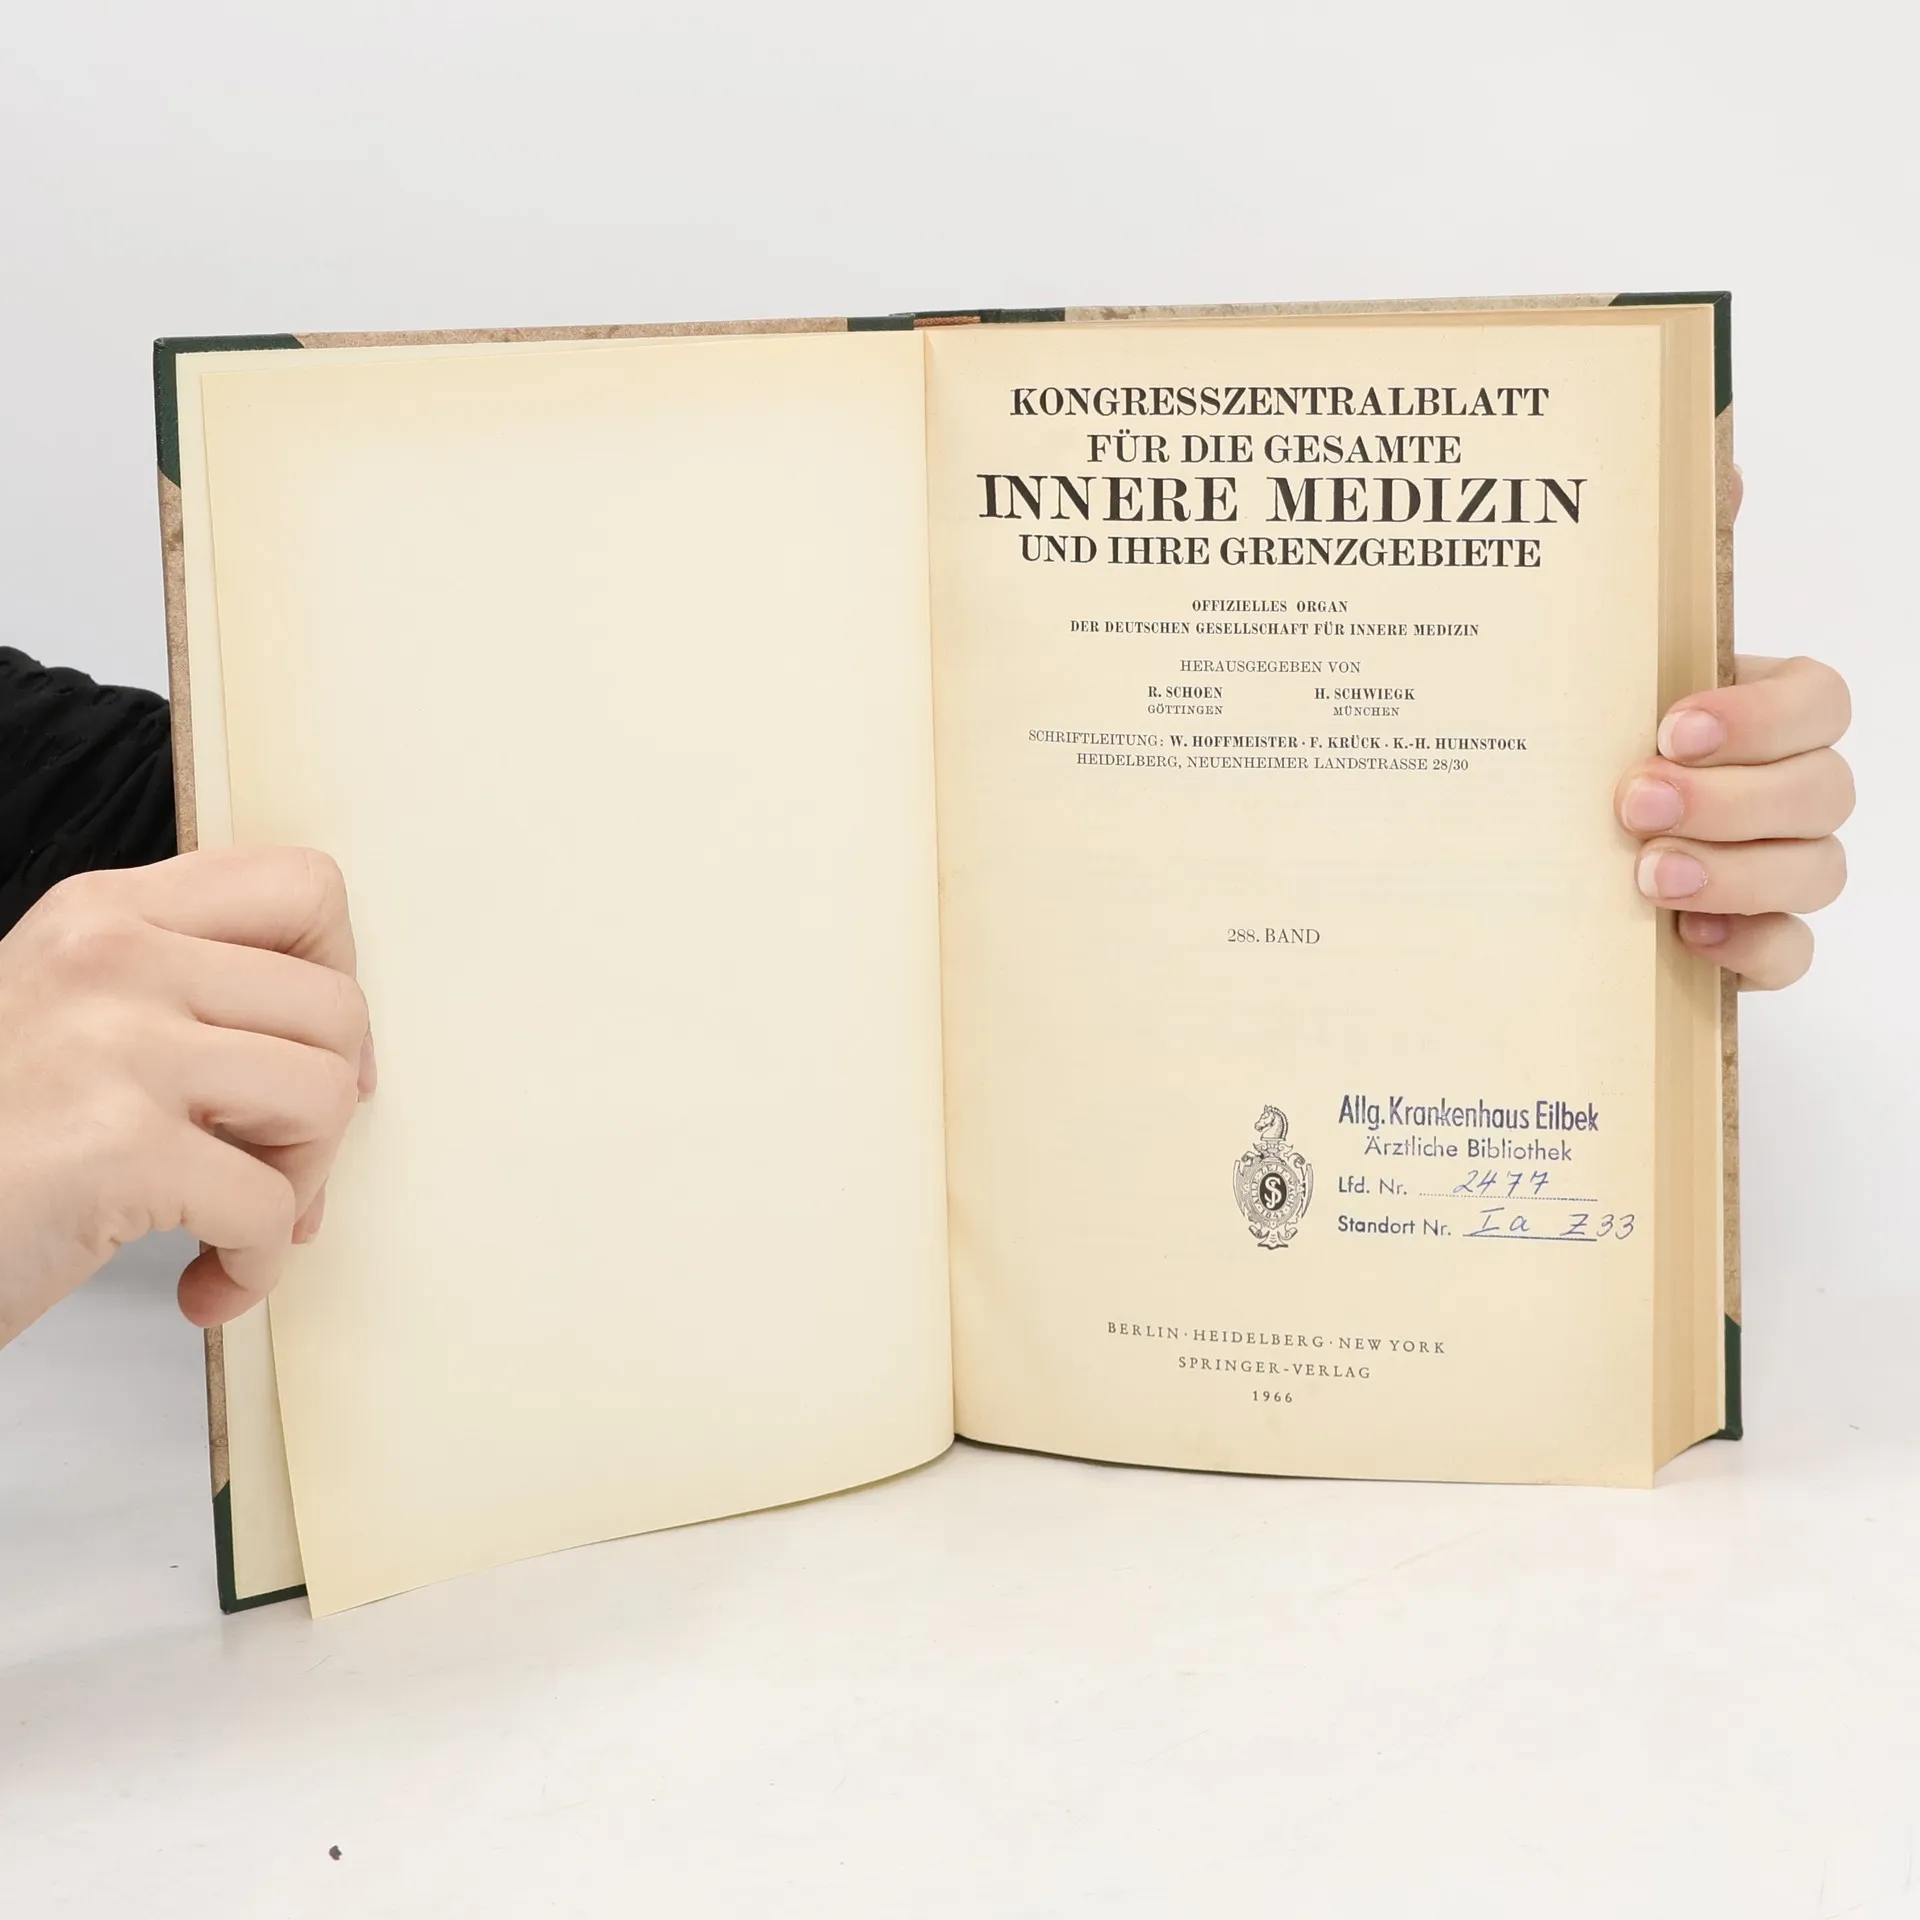 KONGRESSZENTRALBLATT
FÜR DIE GESAMTE
INNERE MEDIZIN
UND IHRE GRENZGEBIETE
OFFIZIELLES ORGAN
DER DEUTSCHEN GESELLSCHAFT FÜR INNERE MEDIZIN
HERAUSGEGEBEN VON
R. SCHOEN H. SCHWIEGK
GÖTTINGEN MÜNCHEN
SCHRIFTLEITUNG: W. HOFFMEISTER · F. KRÜCK · K.-H. HUHNSTOCK
HEIDELBERG, NEUENHEIMER LANDSTRASSE 28/30
288. BAND
Allg. Krankenhaus Eilbek
Ärztliche Bibliothek
Lfd. Nr. 2477
Standort Nr. Ia Z 33
BERLIN · HEIDELBERG · NEW YORK
SPRINGER-VERLAG
1966